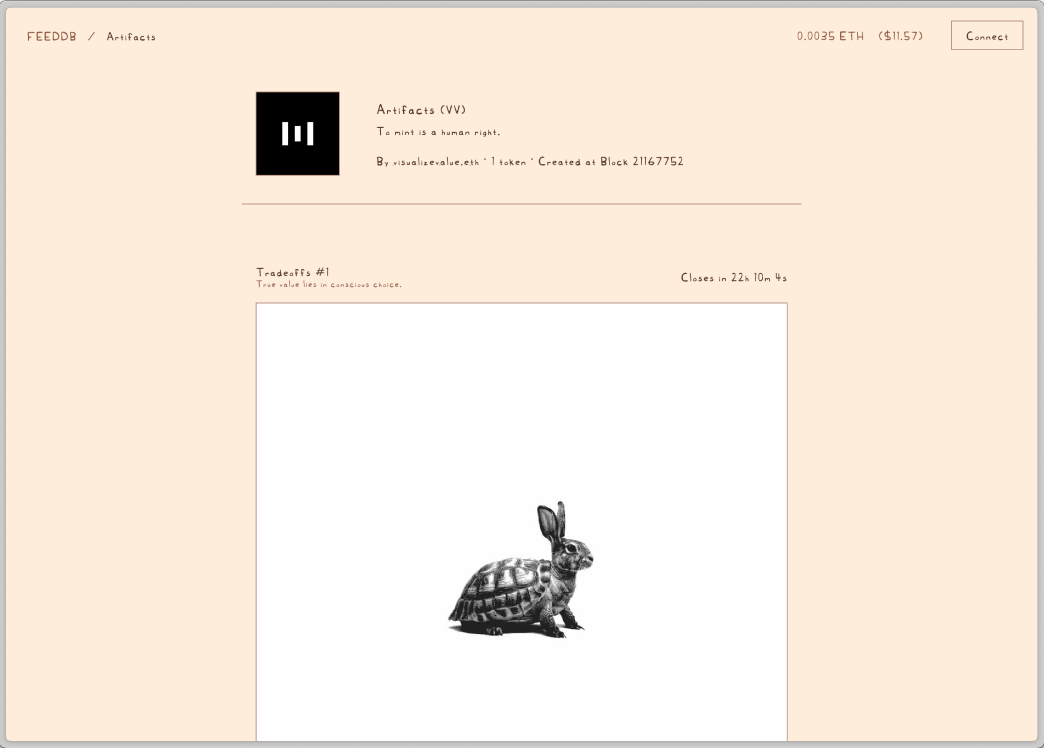 FEEDDB / Artifacts
0.0035 ETH ($11.57)
Connect
Artifacts (VV)
To mint is a human right.
By visualizevalue.eth · 1 token · Created at Block 21167752
Tradeoffs #1
True value lies in conscious choice.
Closes in 22h 10m 4s